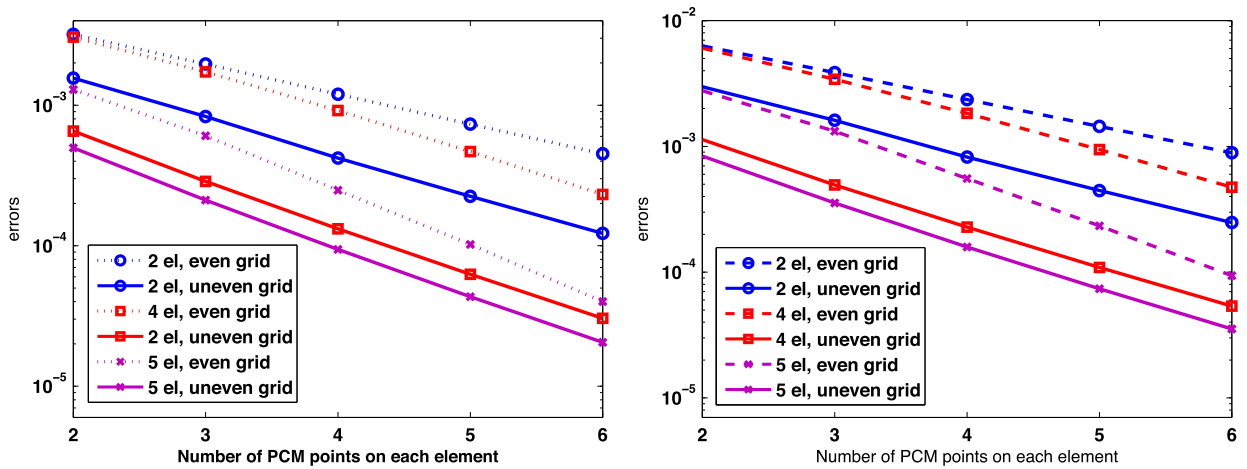 10^-3
10^-4
10^-5
errors
2 el, even grid
2 el, uneven grid
4 el, even grid
2 el, uneven grid
5 el, even grid
5 el, uneven grid
2 3 4 5 6
Number of PCM points on each element
10^-2
10^-3
10^-4
10^-5
errors
2 el, even grid
2 el, uneven grid
4 el, even grid
4 el, uneven grid
5 el, even grid
5 el, uneven grid
2 3 4 5 6
Number of PCM points on each element